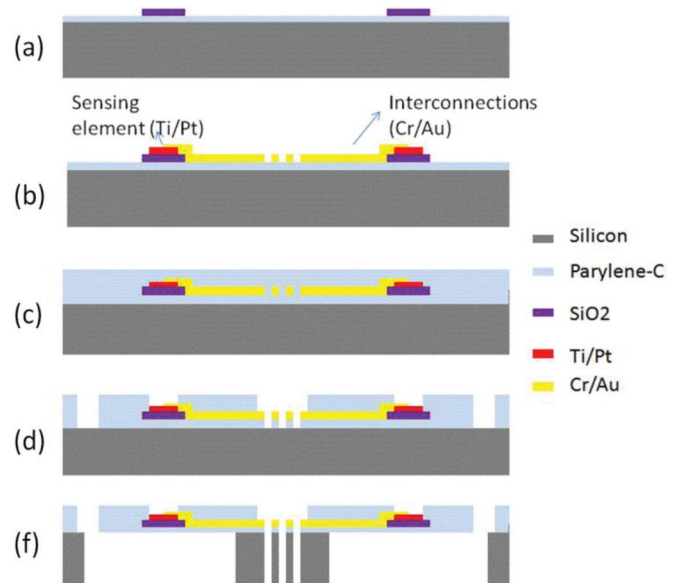 (a)
Sensing
element (Ti/Pt)
Interconnections
(Cr/Au)
(b)
(c)
(d)
(f)
Silicon
Parylene-C
SiO2
Ti/Pt
Cr/Au